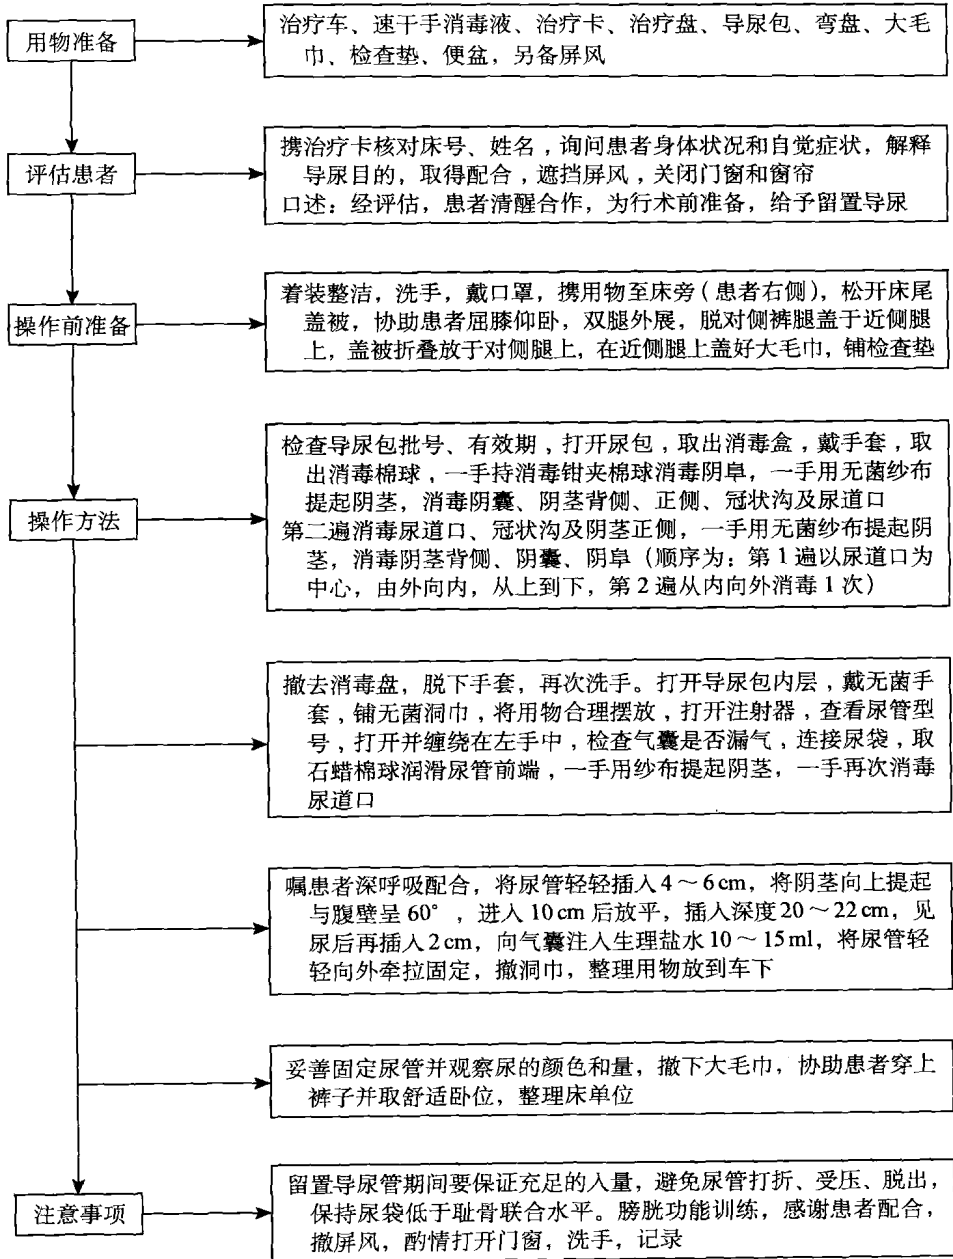 用物准备
治疗车、速干手消毒液、治疗卡、治疗盘、导尿包、弯盘、大毛
巾、检查垫、便盆，另备屏风
评估患者
携治疗卡核对床号、姓名，询问患者身体状况和自觉症状，解释
导尿目的，取得配合，遮挡屏风，关闭门窗和窗帘
口述：经评估，患者清醒合作，为行术前准备，给予留置导尿
操作前准备
着装整洁，洗手，戴口罩，携用物至床旁（患者右侧），松开床尾
盖被，协助患者屈膝仰卧，双腿外展，脱对侧裤腿盖于近侧腿
上，盖被折叠放于对侧腿上，在近侧腿上盖好大毛巾，铺检查垫
操作方法
检查导尿包批号、有效期，打开尿包，取出消毒盒，戴手套，取
出消毒棉球，一手持消毒钳夹棉球消毒阴阜，一手用无菌纱布
提起阴茎，消毒阴囊、阴茎背侧、正侧、冠状沟及尿道口
第二遍消毒尿道口、冠状沟及阴茎正侧，一手用无菌纱布提起阴
茎，消毒阴茎背侧、阴囊、阴阜（顺序为：第1遍以尿道口为
中心，由外向内，从上到下，第2遍从内向外消毒1次）
撤去消毒盘，脱下手套，再次洗手。打开导尿包内层，戴无菌手
套，铺无菌洞巾，将用物合理摆放，打开注射器，查看尿管型
号，打开并缠绕在左手中，检查气囊是否漏气，连接尿袋，取
石蜡棉球润滑尿管前端，一手用纱布提起阴茎，一手再次消毒
尿道口
嘱患者深呼吸配合，将尿管轻轻插入4～6cm，将阴茎向上提起
与腹壁呈60°，进入10cm后放平，插入深度20～22cm，见
尿后再插入2cm，向气囊注入生理盐水10～15ml，将尿管轻
轻向外牵拉固定，撤洞巾，整理用物放到车下
妥善固定尿管并观察尿的颜色和量，撤下大毛巾，协助患者穿上
裤子并取舒适卧位，整理床单位
注意事项
留置导尿管期间要保证充足的入量，避免尿管打折、受压、脱出，
保持尿袋低于耻骨联合水平。膀胱功能训练，感谢患者配合，
撤屏风，酌情打开门窗，洗手，记录